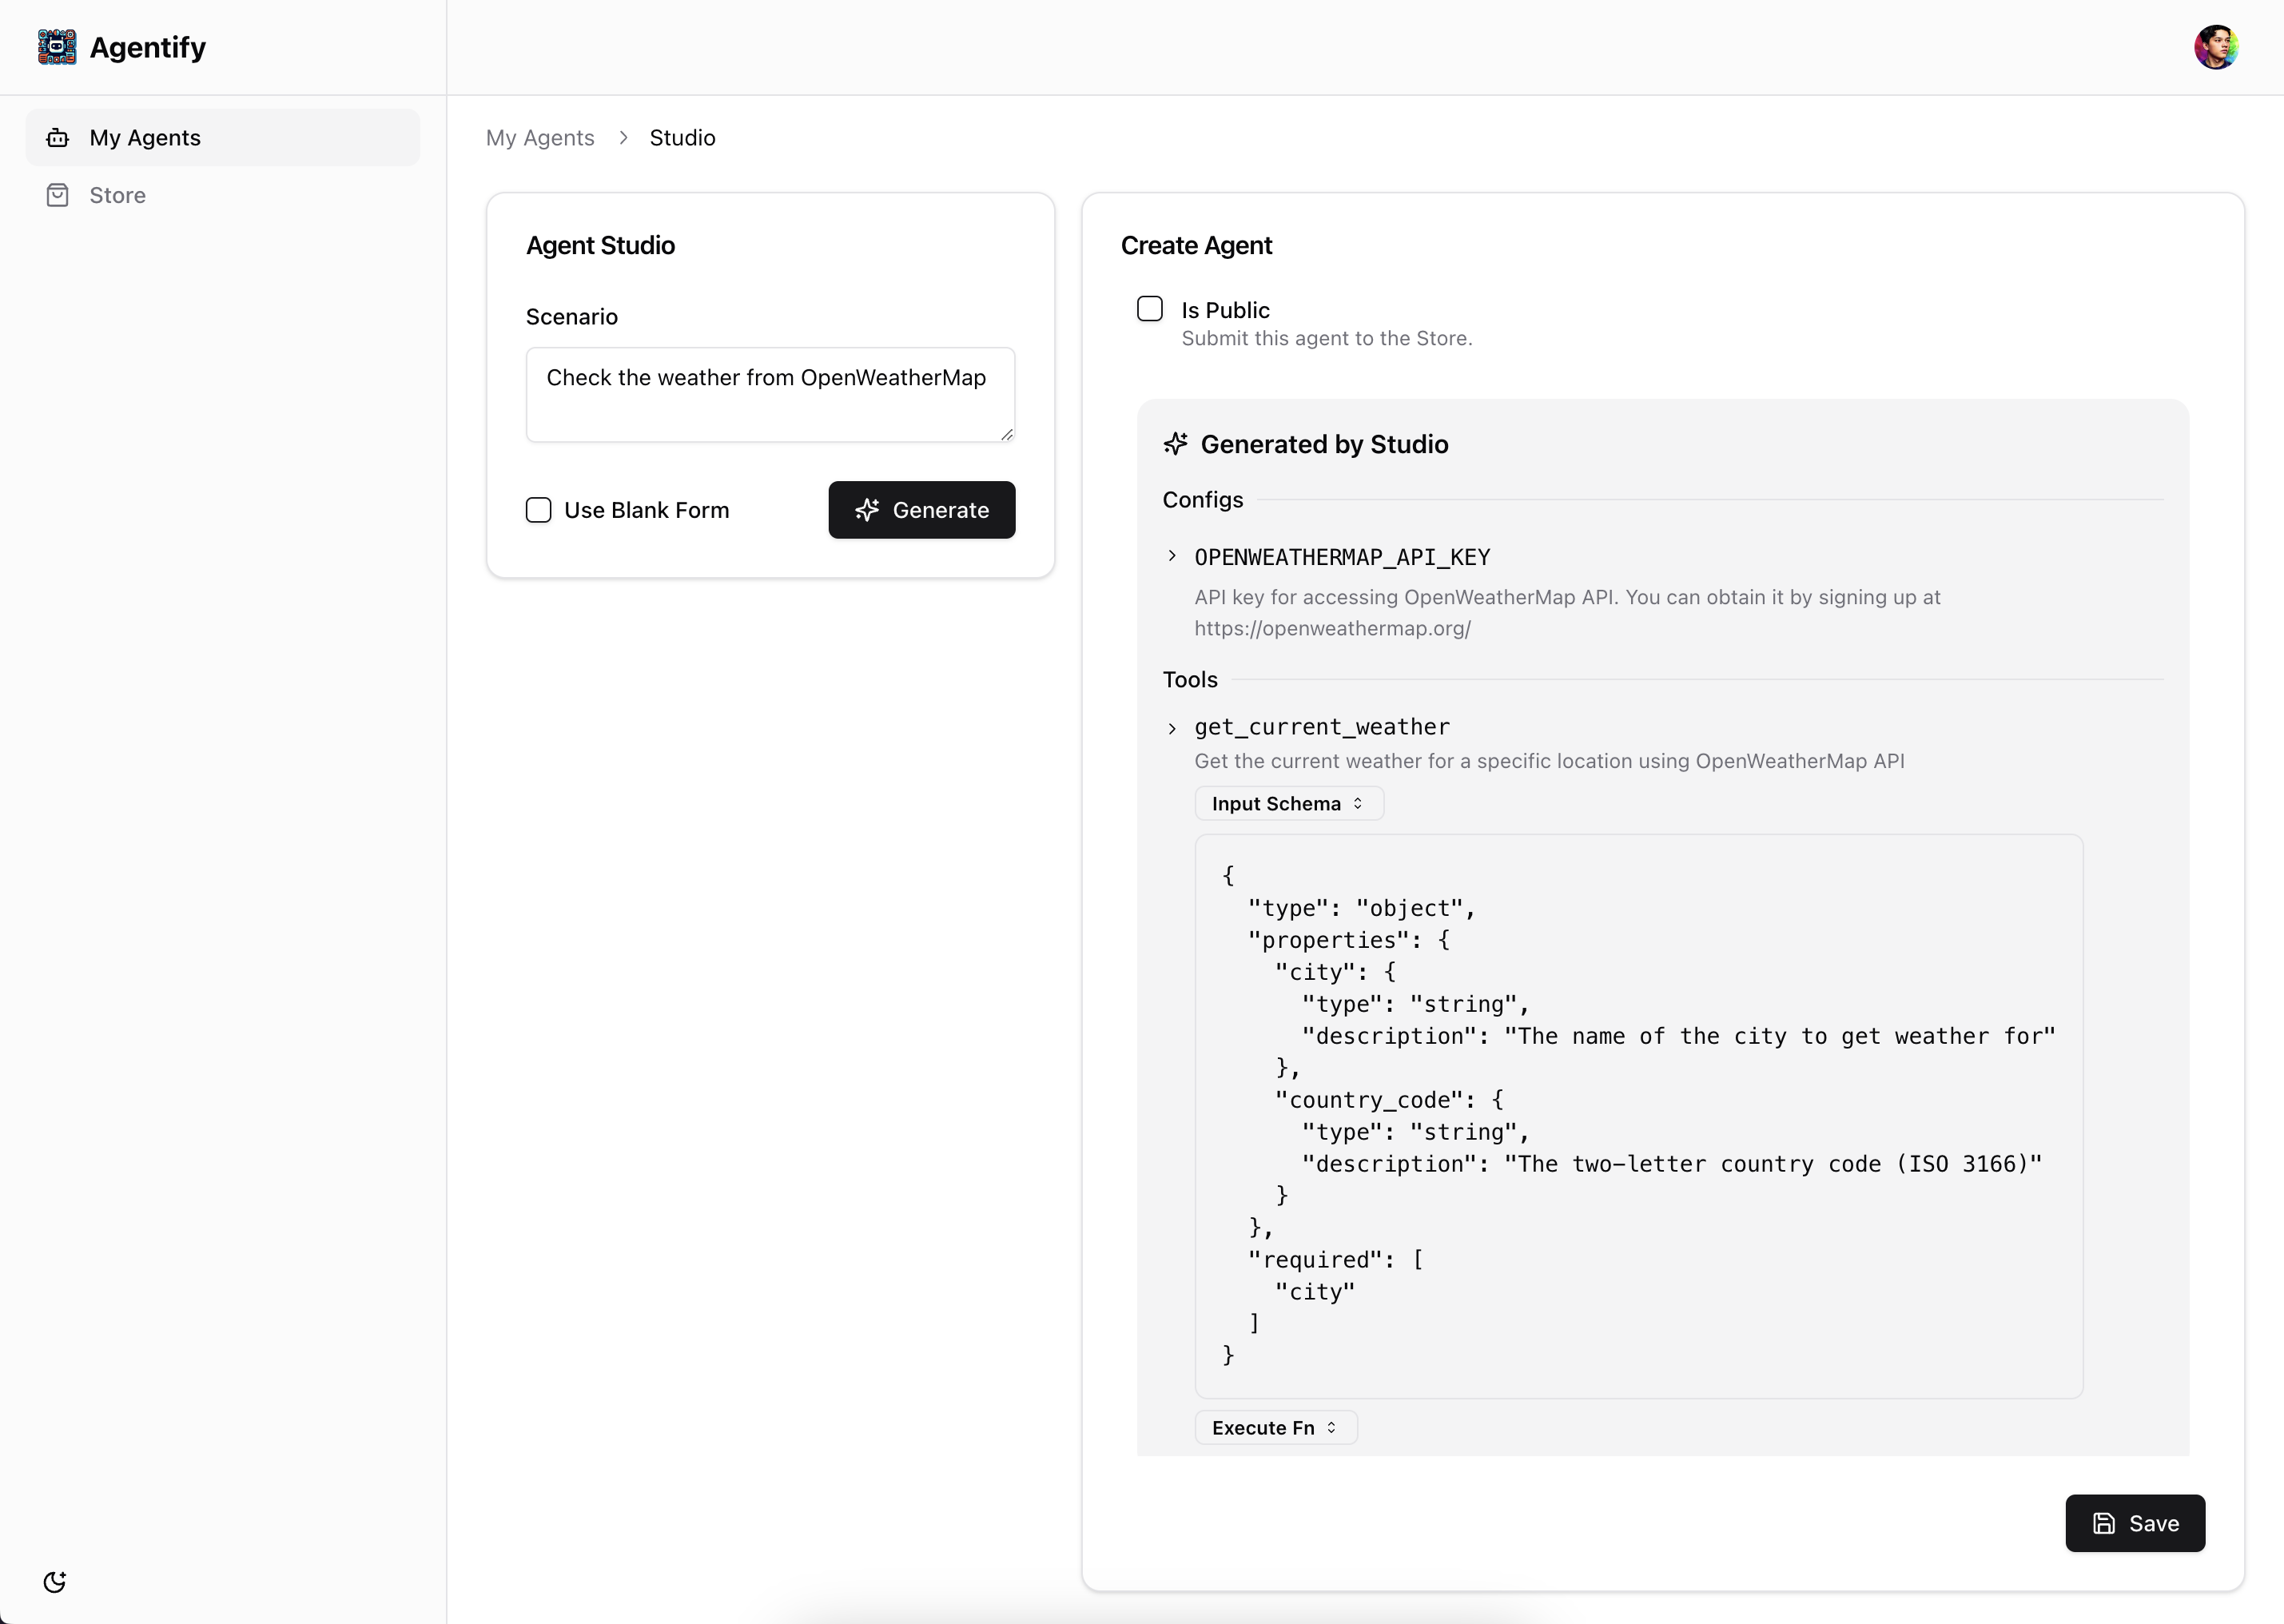 Agentify
My Agents
Store
My Agents > Studio
Agent Studio
Scenario
Check the weather from OpenWeatherMap
Use Blank Form
Generate
Create Agent
Is Public
Submit this agent to the Store.
Generated by Studio
Configs
OPENWEATHERMAP_API_KEY
API key for accessing OpenWeatherMap API. You can obtain it by signing up at
https://openweathermap.org/
Tools
get_current_weather
Get the current weather for a specific location using OpenWeatherMap API
Input Schema
{
  "type": "object",
  "properties": {
    "city": {
      "type": "string",
      "description": "The name of the city to get weather for"
    },
    "country_code": {
      "type": "string",
      "description": "The two-letter country code (ISO 3166)"
    }
  },
  "required": [
    "city"
  ]
}
Execute Fn
Save